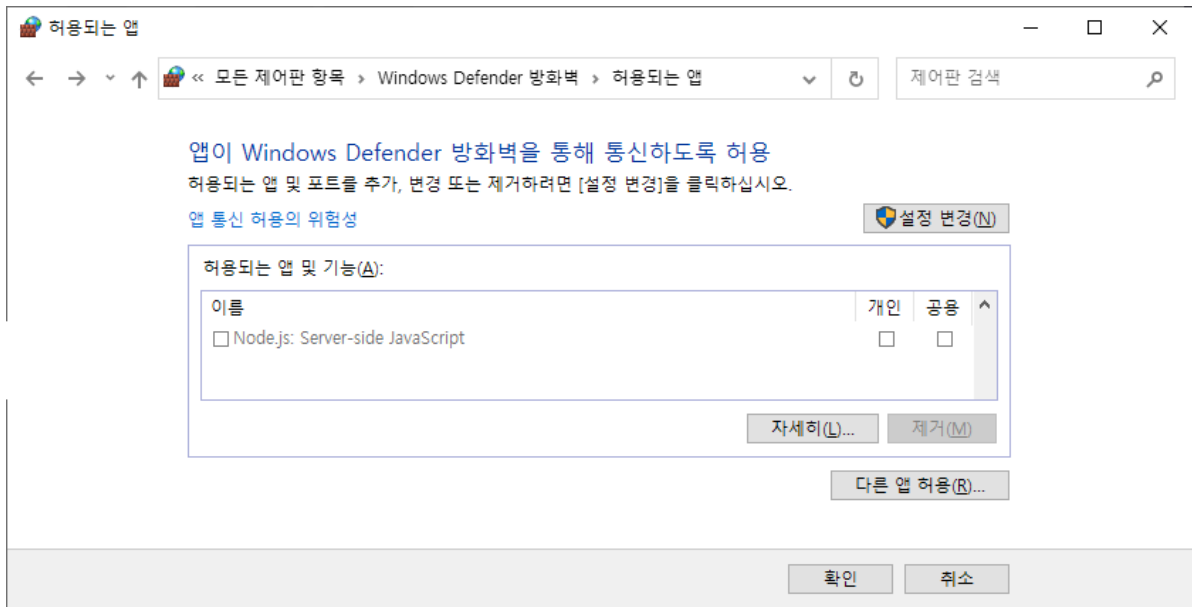 허용되는 앱
« 모든 제어판 항목 › Windows Defender 방화벽 › 허용되는 앱
제어판 검색
앱이 Windows Defender 방화벽을 통해 통신하도록 허용
허용되는 앱 및 포트를 추가, 변경 또는 제거하려면 [설정 변경]을 클릭하십시오.
앱 통신 허용의 위험성
설정 변경(N)
허용되는 앱 및 기능(A):
이름 개인 공용
Node.js: Server-side JavaScript
자세히(L)... 제거(M)
다른 앱 허용(R)...
확인 취소